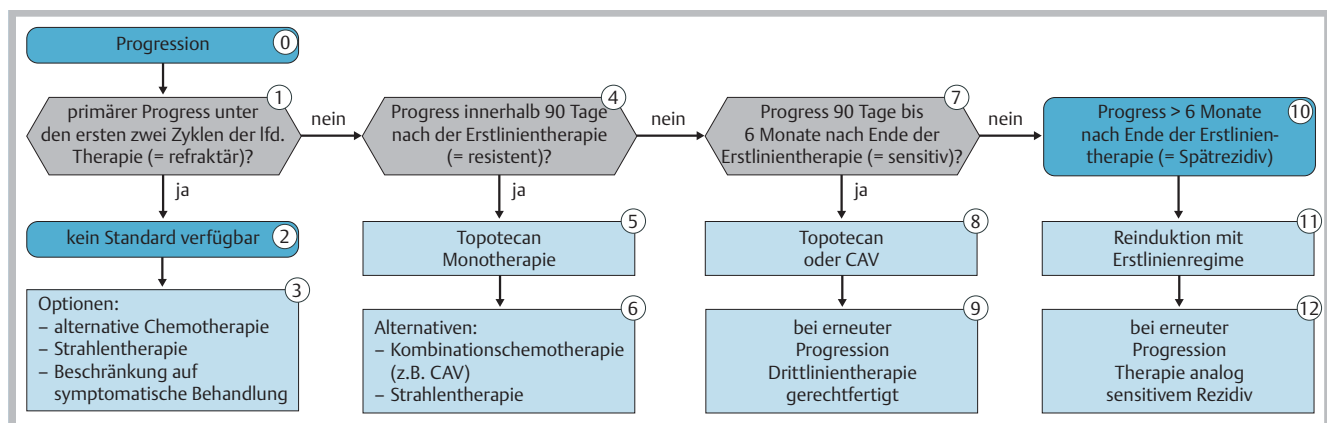 Progression
0
primärer Progress unter
den ersten zwei Zyklen der lfd.
Therapie (= refraktär)?
1
nein
Progress innerhalb 90 Tage
nach der Erstlinientherapie
(= resistent)?
4
nein
Progress 90 Tage bis
6 Monate nach Ende der
Erstlinientherapie (= sensitiv)?
7
nein
Progress > 6 Monate
nach Ende der Erstlinien-
therapie (= Spätrezidiv)
10
ja
ja
ja
kein Standard verfügbar
2
Topotecan
Monotherapie
5
Topotecan
oder CAV
8
Reinduktion mit
Erstlinienregime
11
Optionen:
– alternative Chemotherapie
– Strahlentherapie
– Beschränkung auf
symptomatische Behandlung
3
Alternativen:
– Kombinationschemotherapie
(z.B. CAV)
– Strahlentherapie
6
bei erneuter
Progression
Drittlinientherapie
gerechtfertigt
9
bei erneuter
Progression
Therapie analog
sensitivem Rezidiv
12